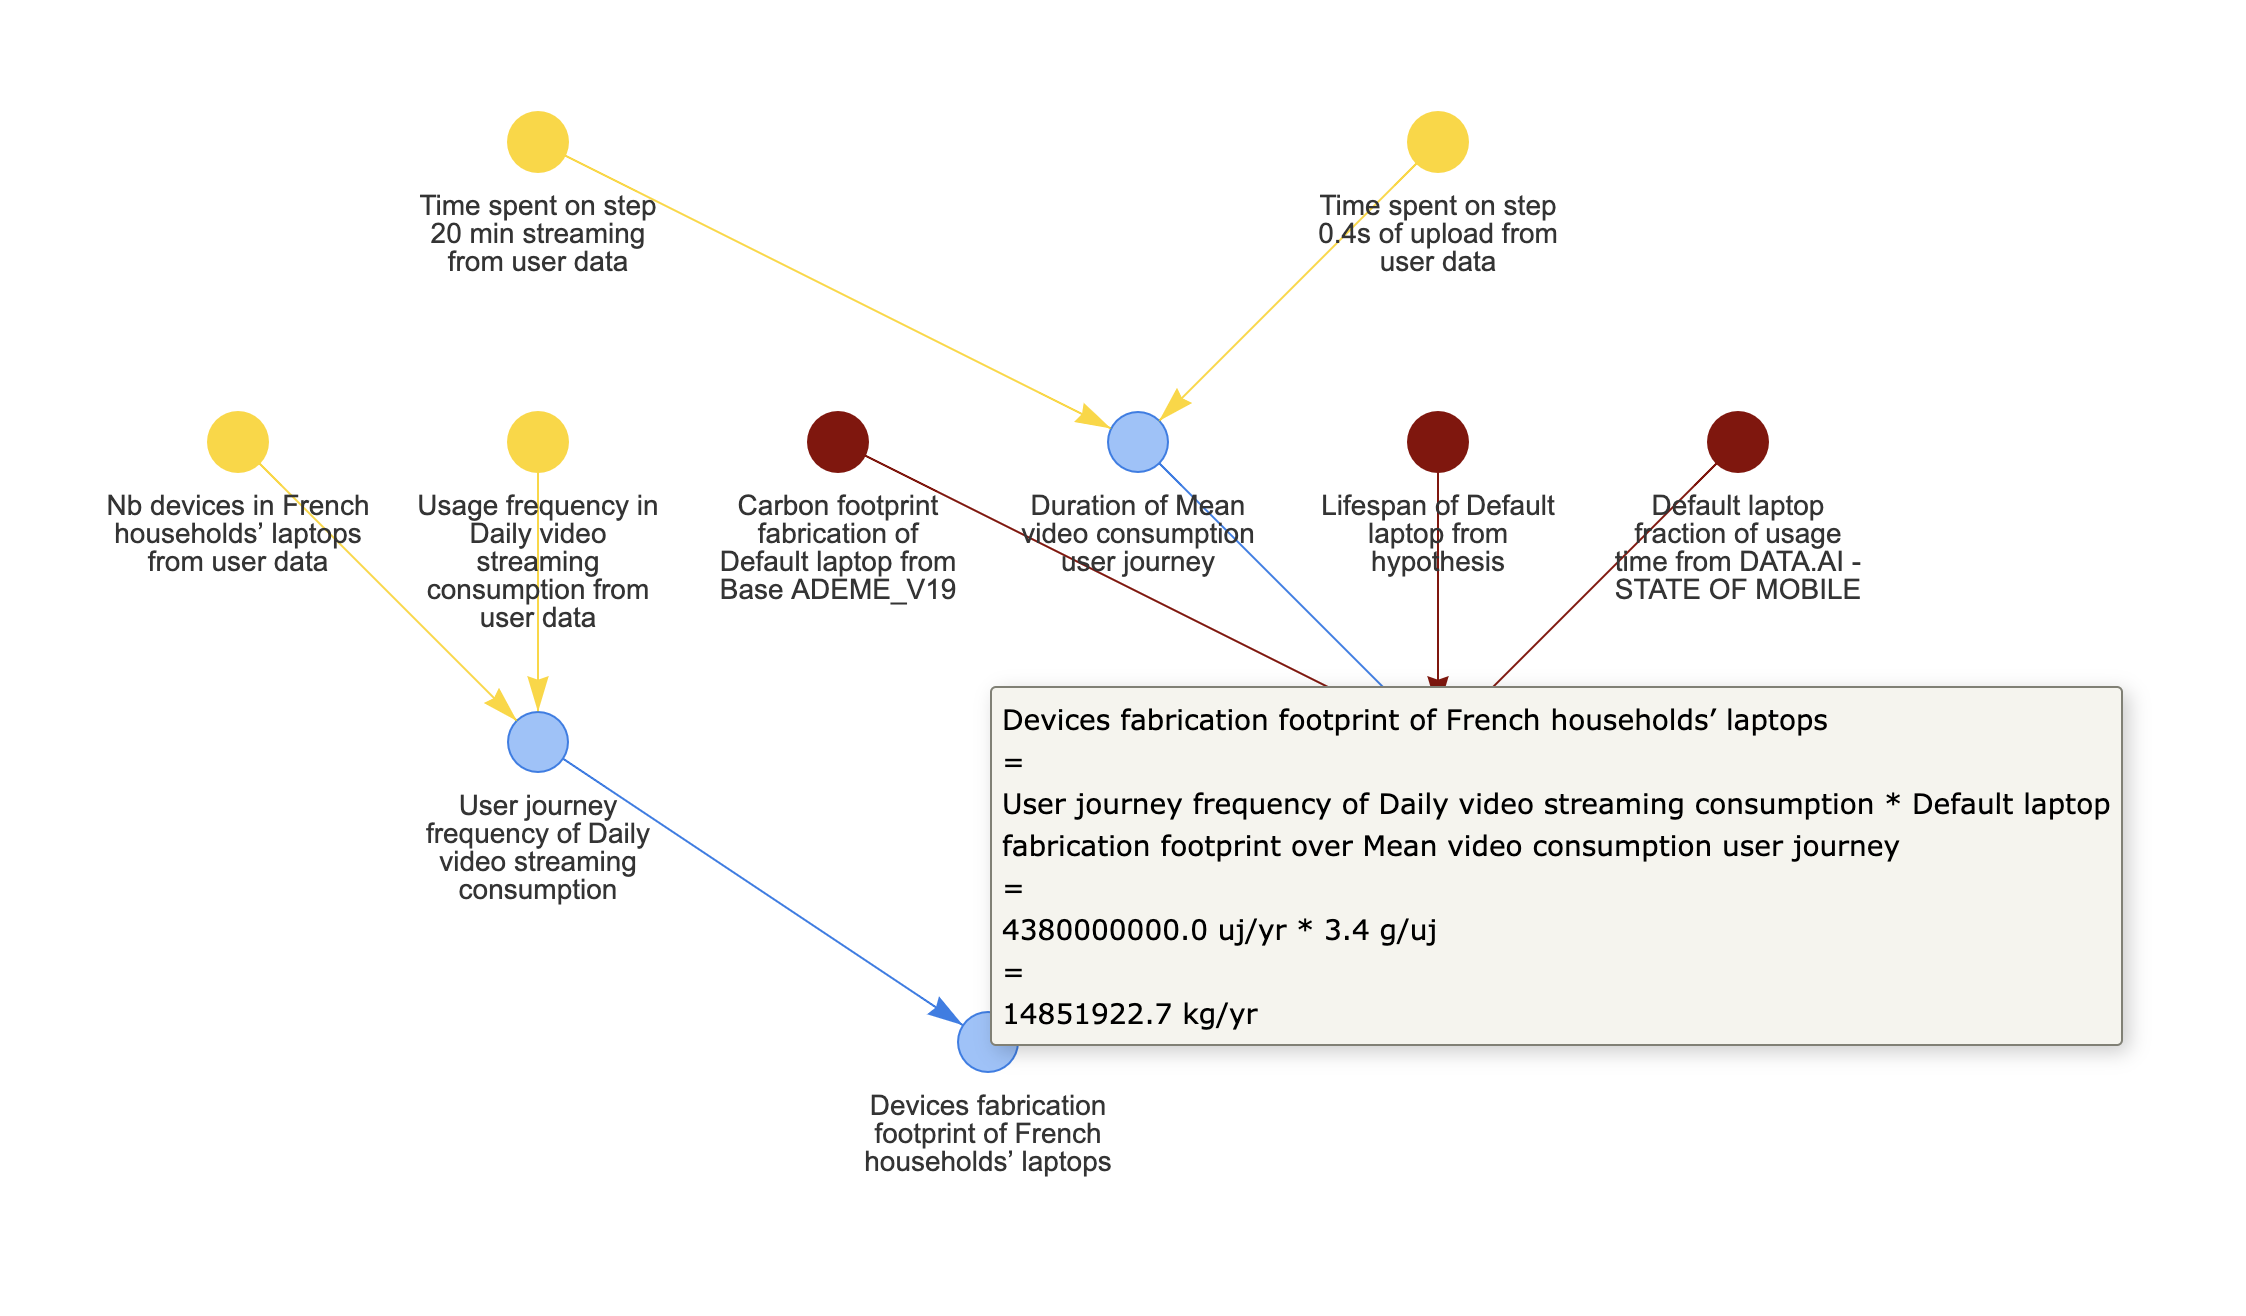 Time spent on step
20 min streaming
from user data
Time spent on step
0.4s of upload from
user data
Nb devices in French
households’ laptops
from user data
Usage frequency in
Daily video
streaming
consumption from
user data
Carbon footprint
fabrication of
Default laptop from
Base ADEME_V19
Duration of Mean
video consumption
user journey
Lifespan of Default
laptop from
hypothesis
Default laptop
fraction of usage
time from DATA.AI -
STATE OF MOBILE
User journey
frequency of Daily
video streaming
consumption
Devices fabrication footprint of French households’ laptops
=
User journey frequency of Daily video streaming consumption * Default laptop
fabrication footprint over Mean video consumption user journey
=
4380000000.0 uj/yr * 3.4 g/uj
=
14851922.7 kg/yr
Devices fabrication
footprint of French
households’ laptops